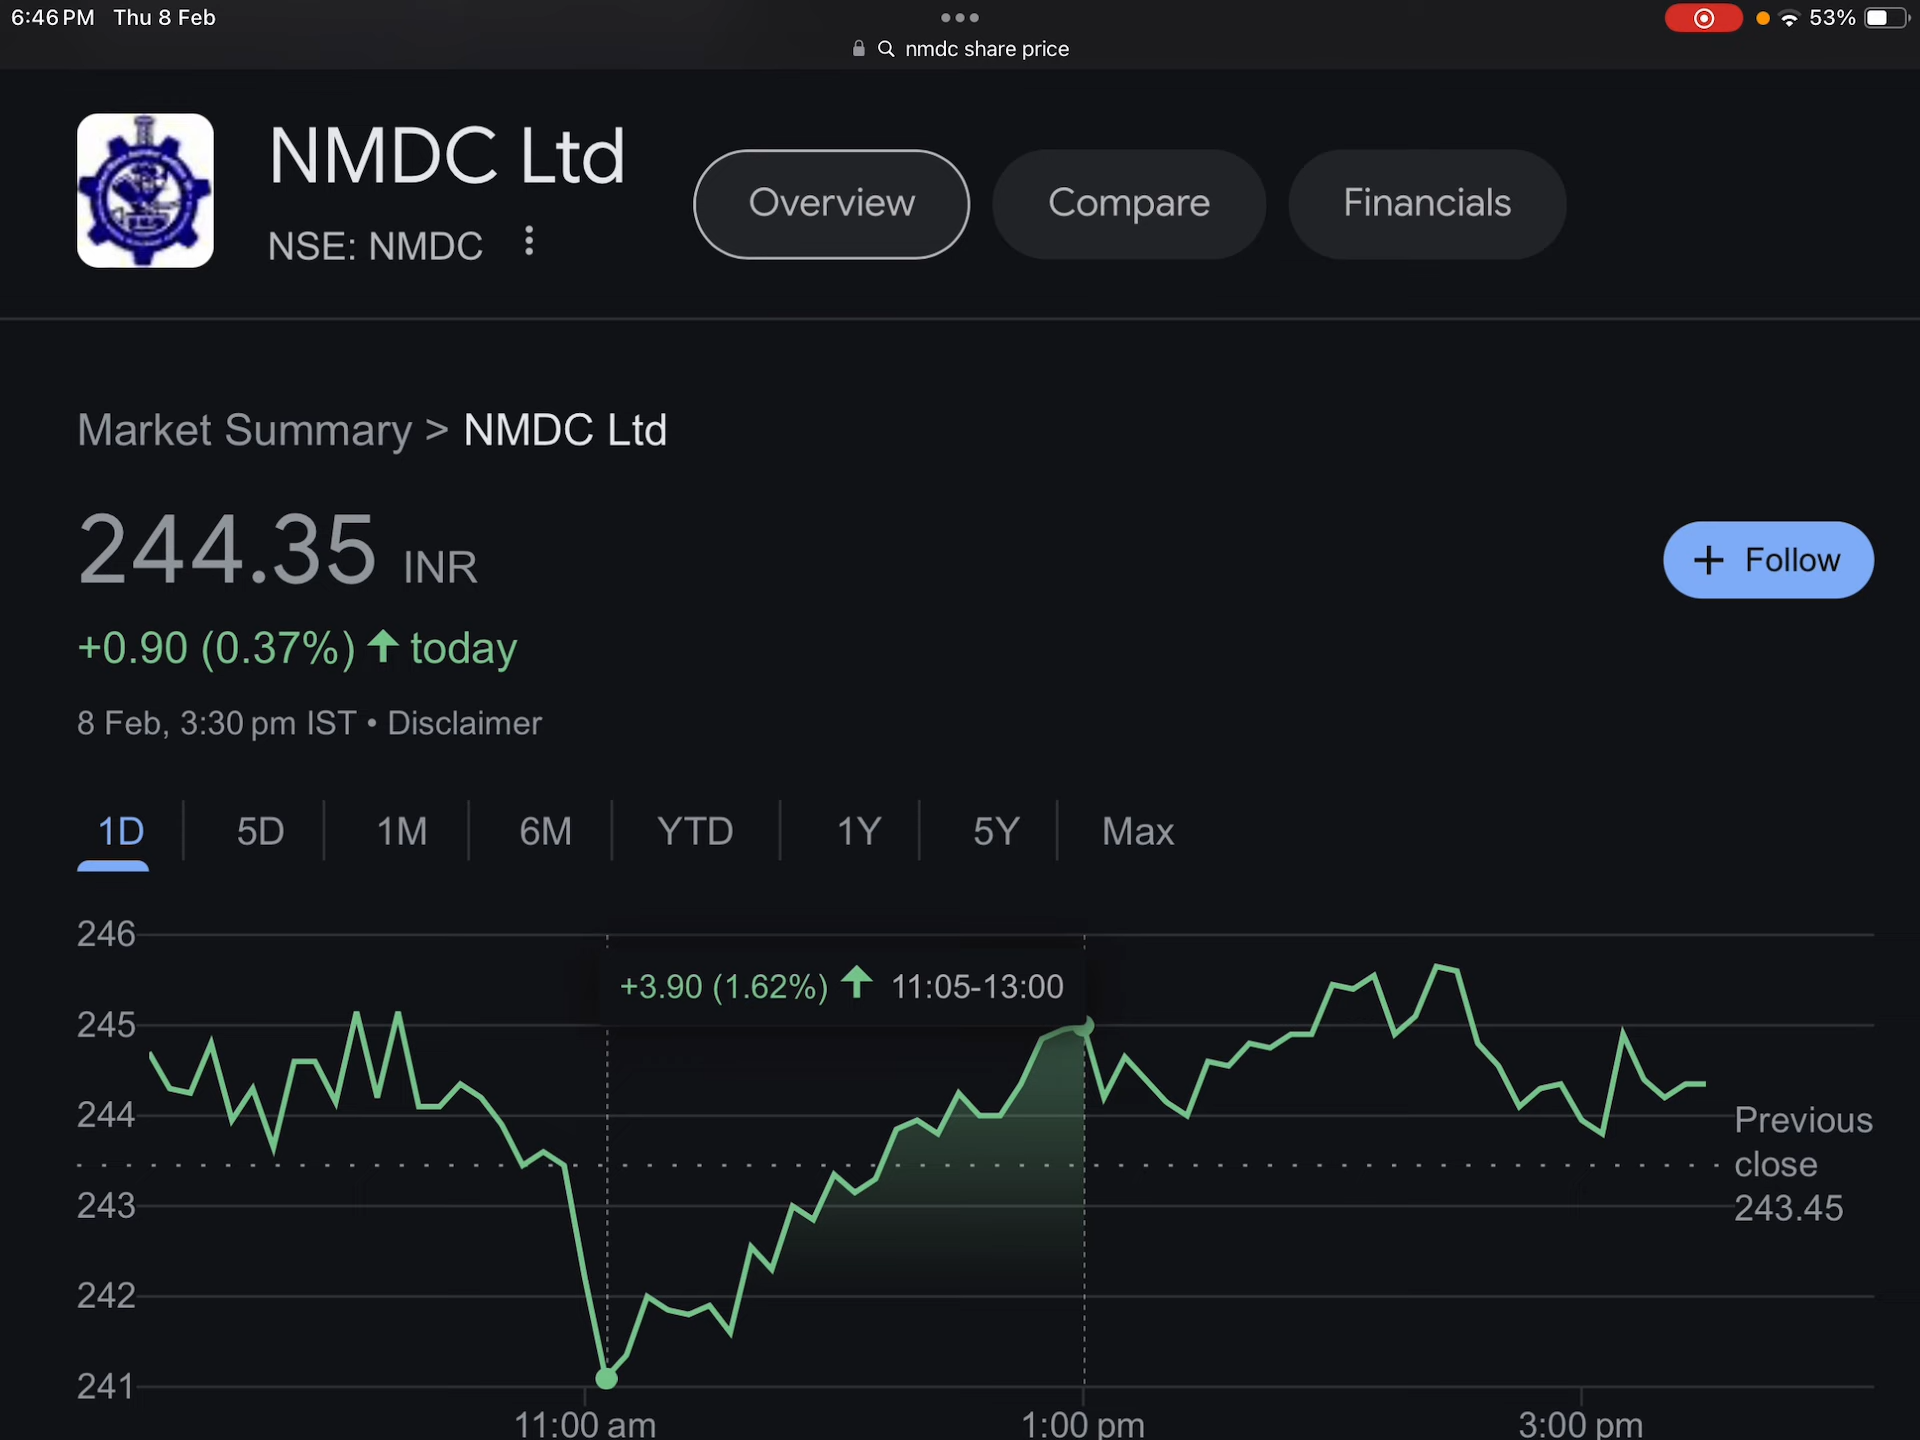 6:46 PM Thu 8 Feb
53%
nmdc share price
NMDC Ltd
NSE: NMDC
Overview
Compare
Financials
Market Summary > NMDC Ltd
244.35 INR
+ Follow
+0.90 (0.37%) ↑ today
8 Feb, 3:30 pm IST • Disclaimer
1D
5D
1M
6M
YTD
1Y
5Y
Max
246
+3.90 (1.62%) ↑ 11:05-13:00
245
244
Previous
close
243.45
243
242
241
11:00 am
1:00 pm
3:00 pm